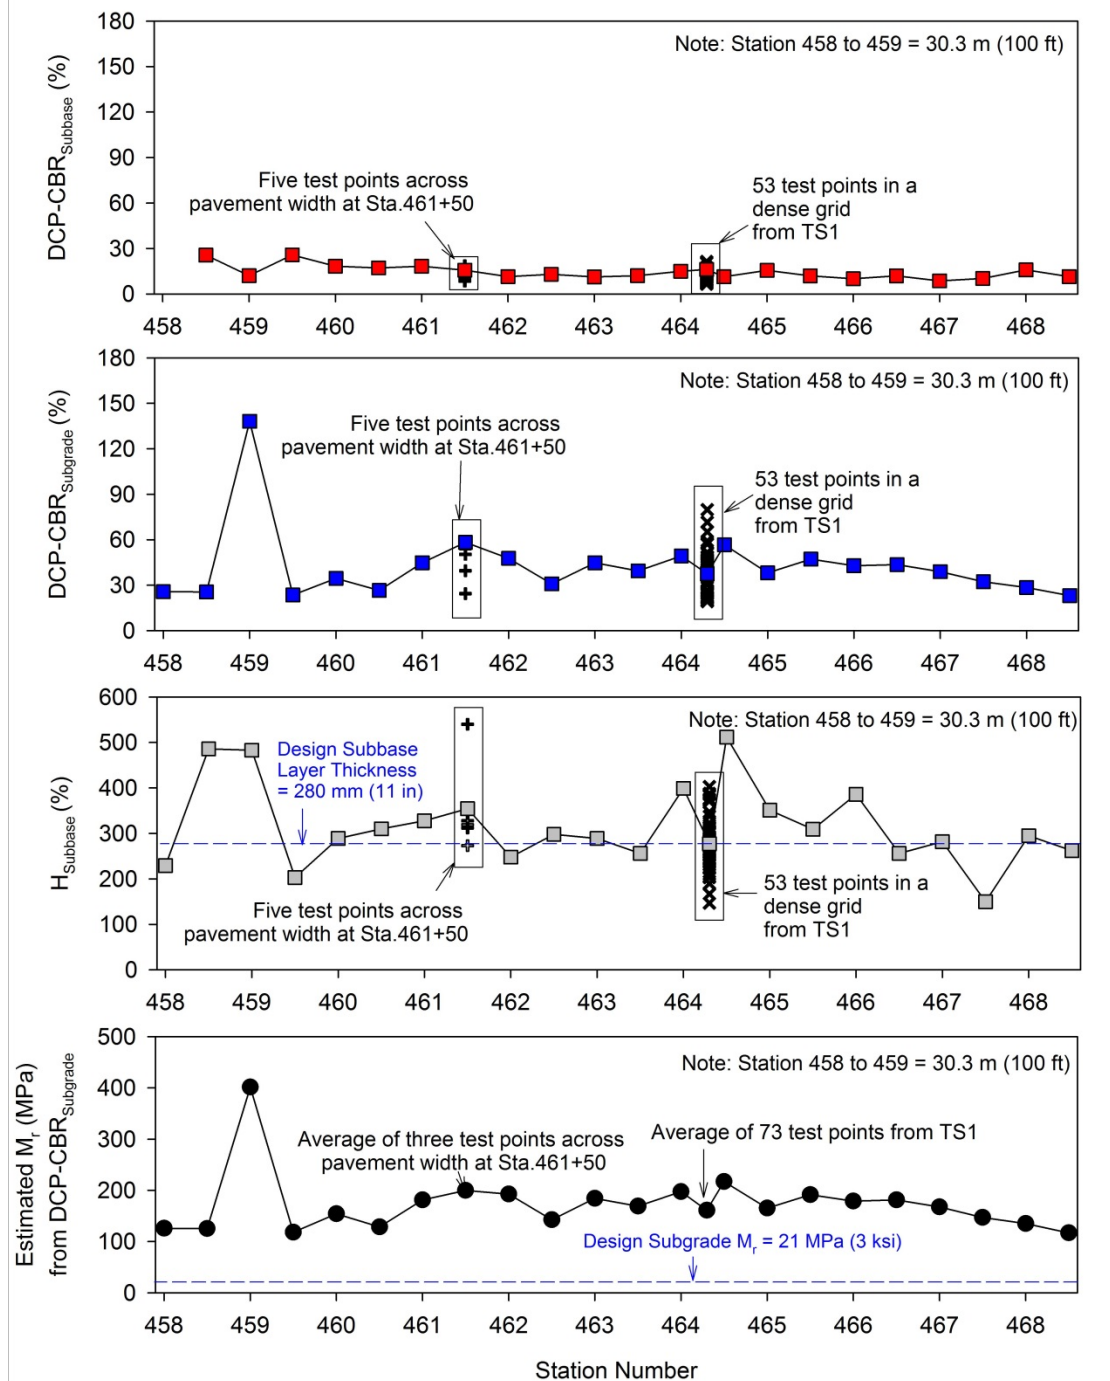 180
150
120
90
60
30
0
DCP-CBR_Subbase (%)
Note: Station 458 to 459 = 30.3 m (100 ft)
Five test points across
pavement width at Sta.461+50
53 test points in a
dense grid
from TS1
458 459 460 461 462 463 464 465 466 467 468
180
150
120
90
60
30
0
DCP-CBR_Subgrade (%)
Note: Station 458 to 459 = 30.3 m (100 ft)
Five test points across
pavement width at Sta.461+50
53 test points in a
dense grid
from TS1
458 459 460 461 462 463 464 465 466 467 468
600
500
400
300
200
100
0
H_Subbase (%)
Note: Station 458 to 459 = 30.3 m (100 ft)
Design Subbase
Layer Thickness
= 280 mm (11 in)
Five test points across
pavement width at Sta.461+50
53 test points in a
dense grid
from TS1
458 459 460 461 462 463 464 465 466 467 468
500
400
300
200
100
0
Estimated M_r (MPa)
from DCP-CBR_Subgrade
Note: Station 458 to 459 = 30.3 m (100 ft)
Average of three test points across
pavement width at Sta.461+50
Average of 73 test points from TS1
Design Subgrade M_r = 21 MPa (3 ksi)
458 459 460 461 462 463 464 465 466 467 468
Station Number